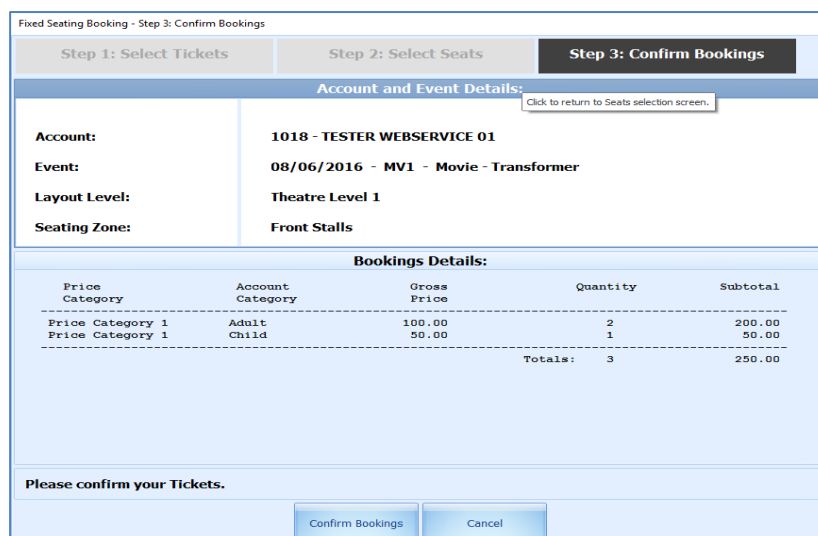 Fixed Seating Booking - Step 3: Confirm Bookings
Step 1: Select Tickets Step 2: Select Seats Step 3: Confirm Bookings
Account and Event Details:
Click to return to Seats selection screen.
Account: 1018 - TESTER WEBSERVICE 01
Event: 08/06/2016 - MV1 - Movie - Transformer
Layout Level: Theatre Level 1
Seating Zone: Front Stalls
Bookings Details:
Price Account Gross Quantity Subtotal
Category Category Price
Price Category 1 Adult 100.00 2 200.00
Price Category 1 Child 50.00 1 50.00
Totals: 3 250.00
Please confirm your Tickets.
Confirm Bookings Cancel